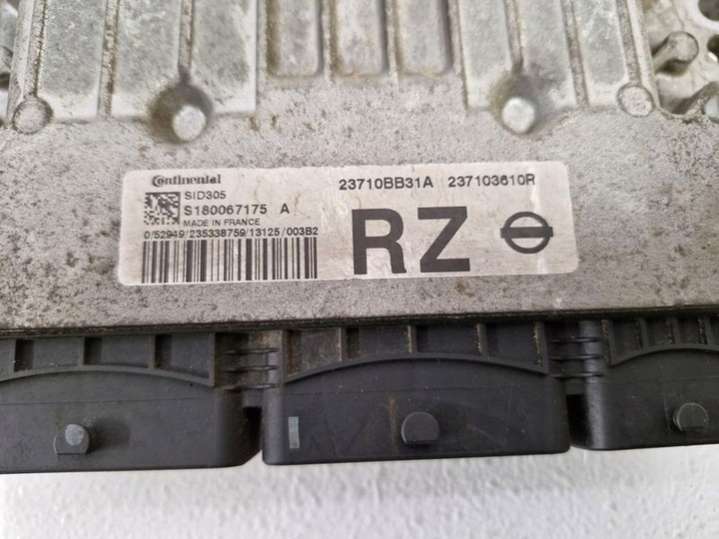 Continental
SID305
S180067175 A
MADE IN FRANCE
0/52949/235338759/13125/003B2
23710BB31A 237103610R
RZ